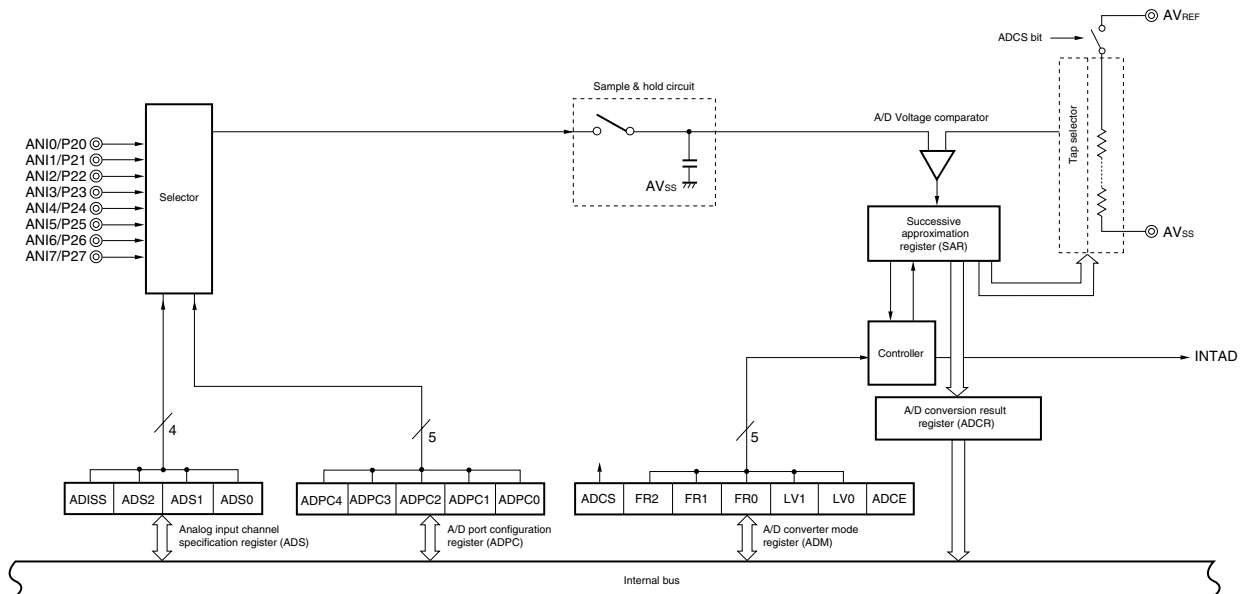 AVREF
ADCS bit
Sample & hold circuit
A/D Voltage comparator
Tap selector
ANI0/P20
ANI1/P21
ANI2/P22
ANI3/P23
ANI4/P24
ANI5/P25
ANI6/P26
ANI7/P27
Selector
AVSS
Successive
approximation
register (SAR)
AVSS
Controller
INTAD
A/D conversion result
register (ADCR)
4
5
5
ADISS ADS2 ADS1 ADS0
ADPC4 ADPC3 ADPC2 ADPC1 ADPC0
ADCS FR2 FR1 FR0 LV1 LV0 ADCE
Analog input channel
specification register (ADS)
A/D port configuration
register (ADPC)
A/D converter mode
register (ADM)
Internal bus